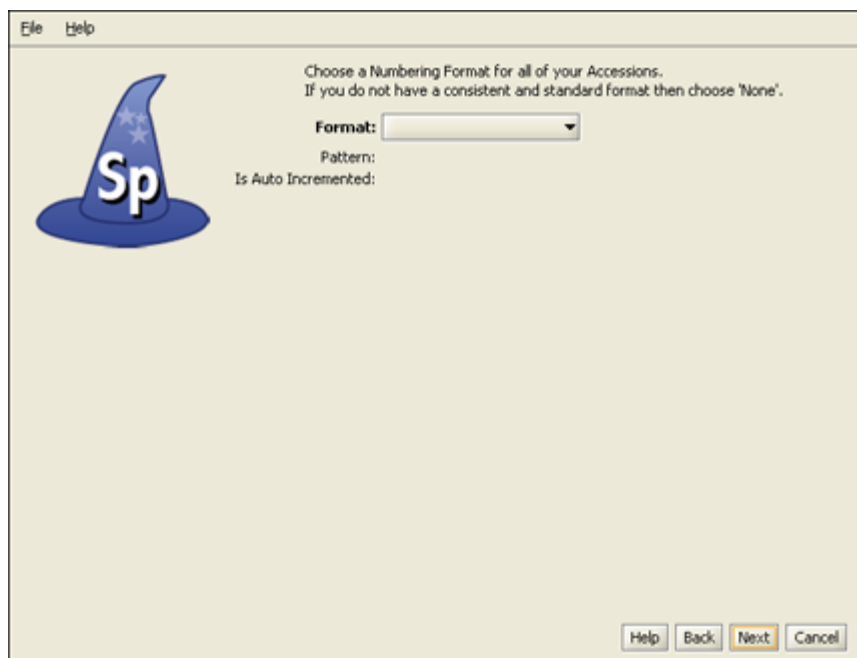 File Help
Choose a Numbering Format for all of your Accessions.
If you do not have a consistent and standard format then choose 'None'.
Format:
Pattern:
Is Auto Incremented:
Sp
Help Back Next Cancel